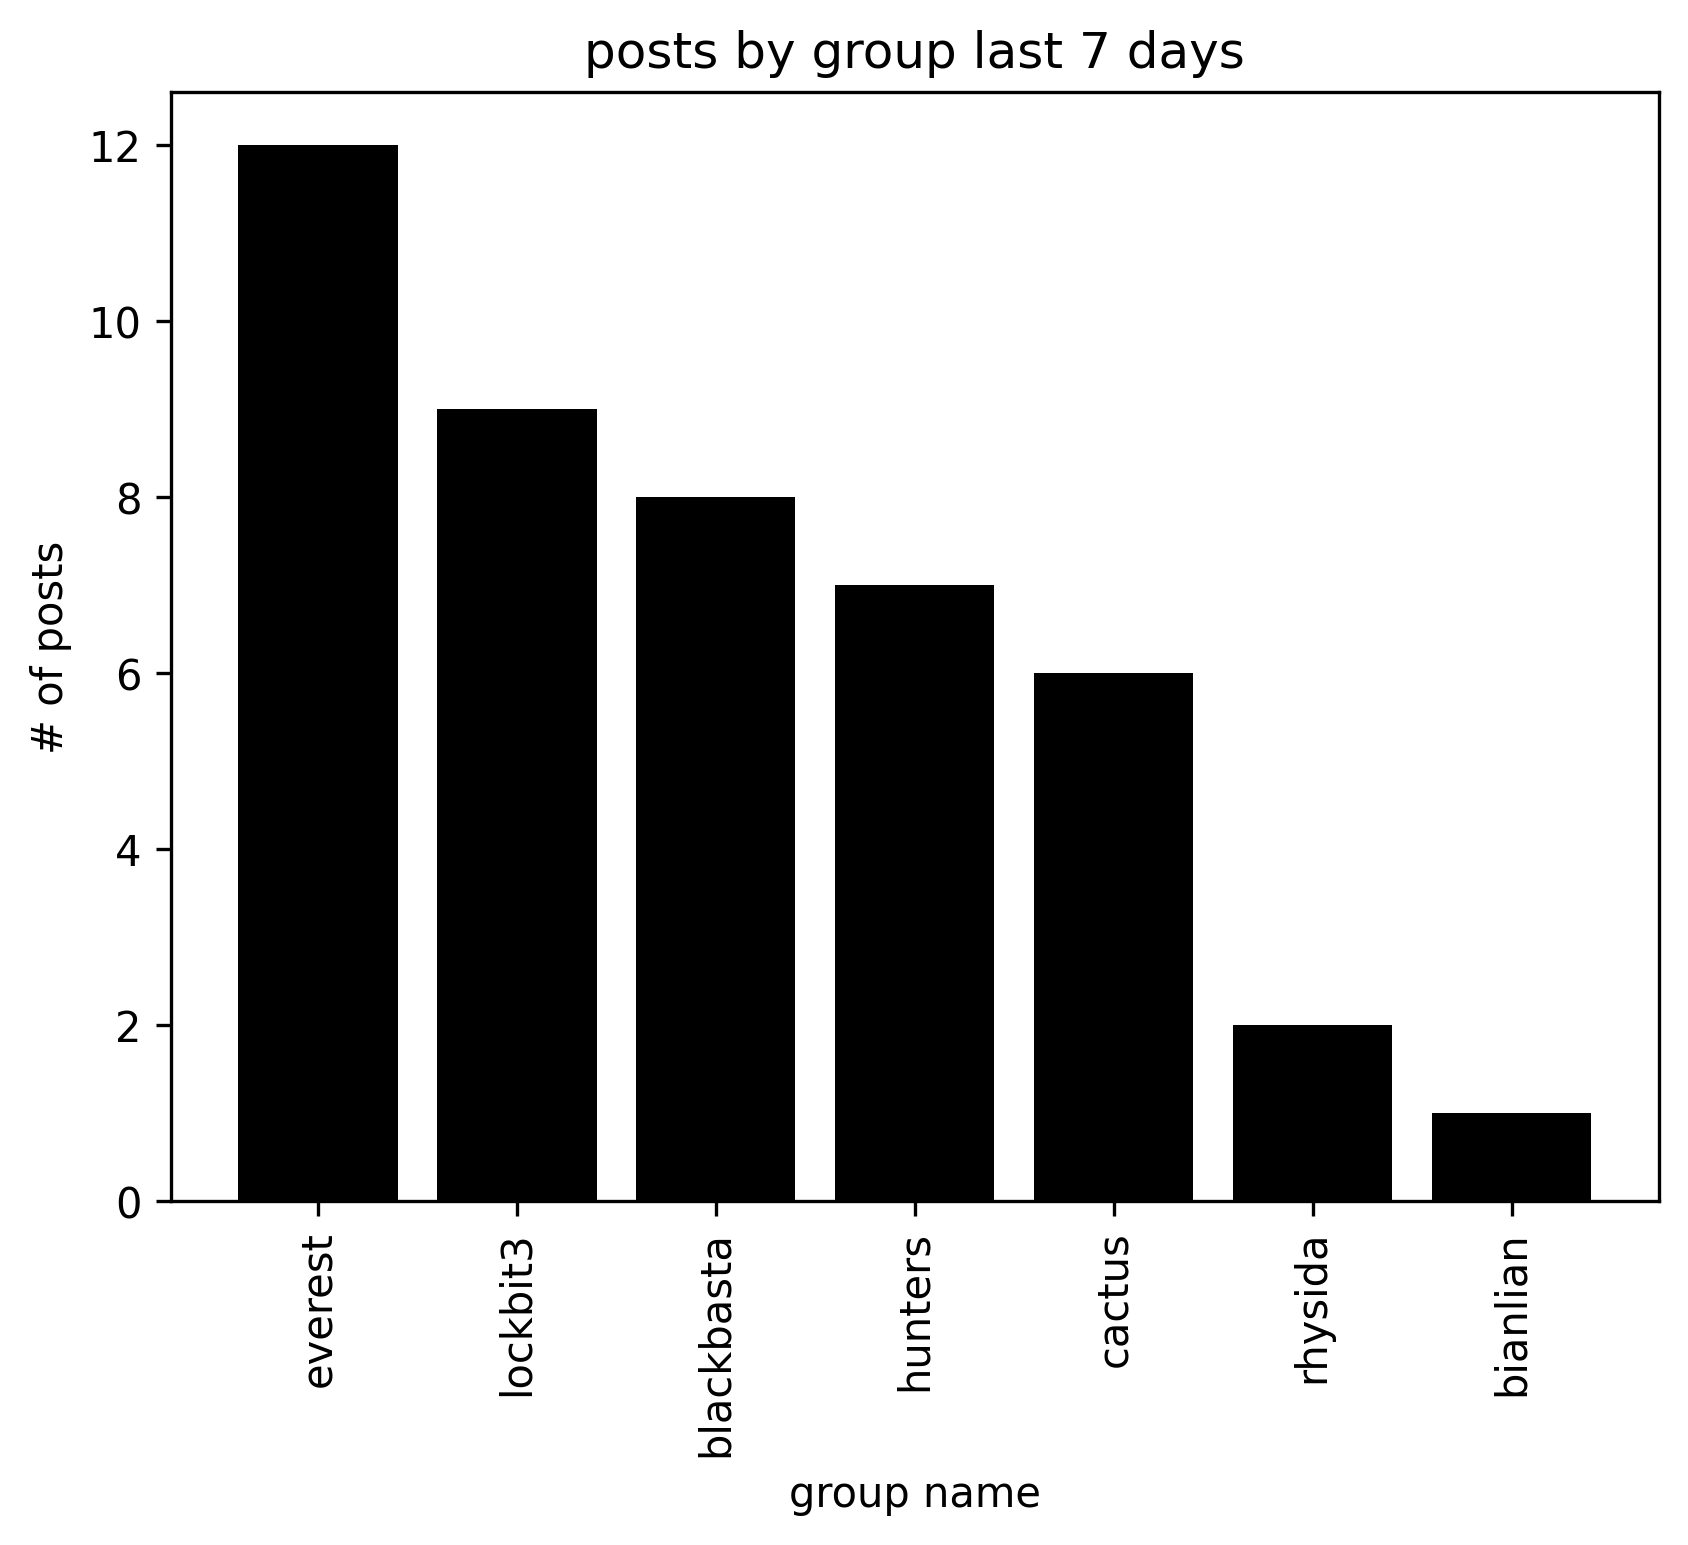 posts by group last 7 days
12
10
8
6
4
2
0
# of posts
everest
lockbit3
blackbasta
hunters
cactus
rhysida
bianlian
group name